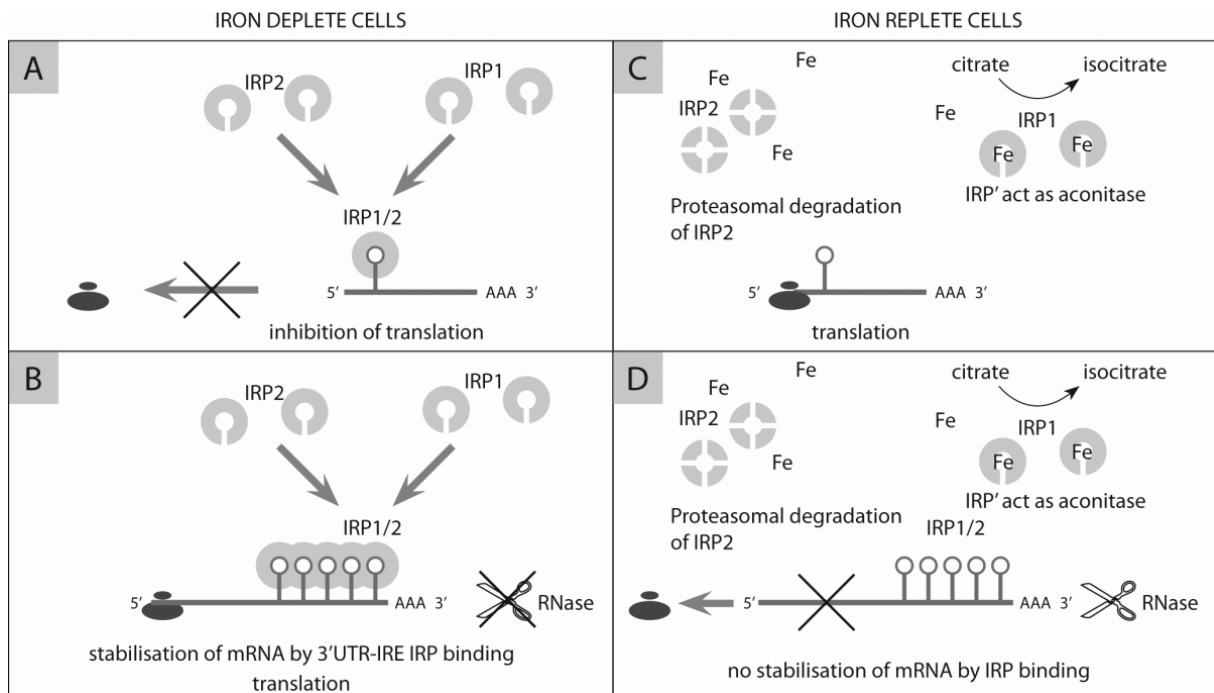 IRON DEPLETE CELLS
IRON REPLETE CELLS
A
IRP2
IRP1
IRP1/2
5′
AAA 3′
inhibition of translation
C
Fe
Fe
IRP2
Fe
citrate
isocitrate
Fe
IRP1
Fe
Fe
IRP′ act as aconitase
Proteasomal degradation
of IRP2
5′
AAA 3′
translation
B
IRP2
IRP1
IRP1/2
5′
AAA 3′
RNase
stabilisation of mRNA by 3′UTR-IRE IRP binding
translation
D
Fe
Fe
IRP2
Fe
citrate
isocitrate
Fe
IRP1
Fe
Fe
IRP′ act as aconitase
Proteasomal degradation
of IRP2
IRP1/2
5′
AAA 3′
RNase
no stabilisation of mRNA by IRP binding